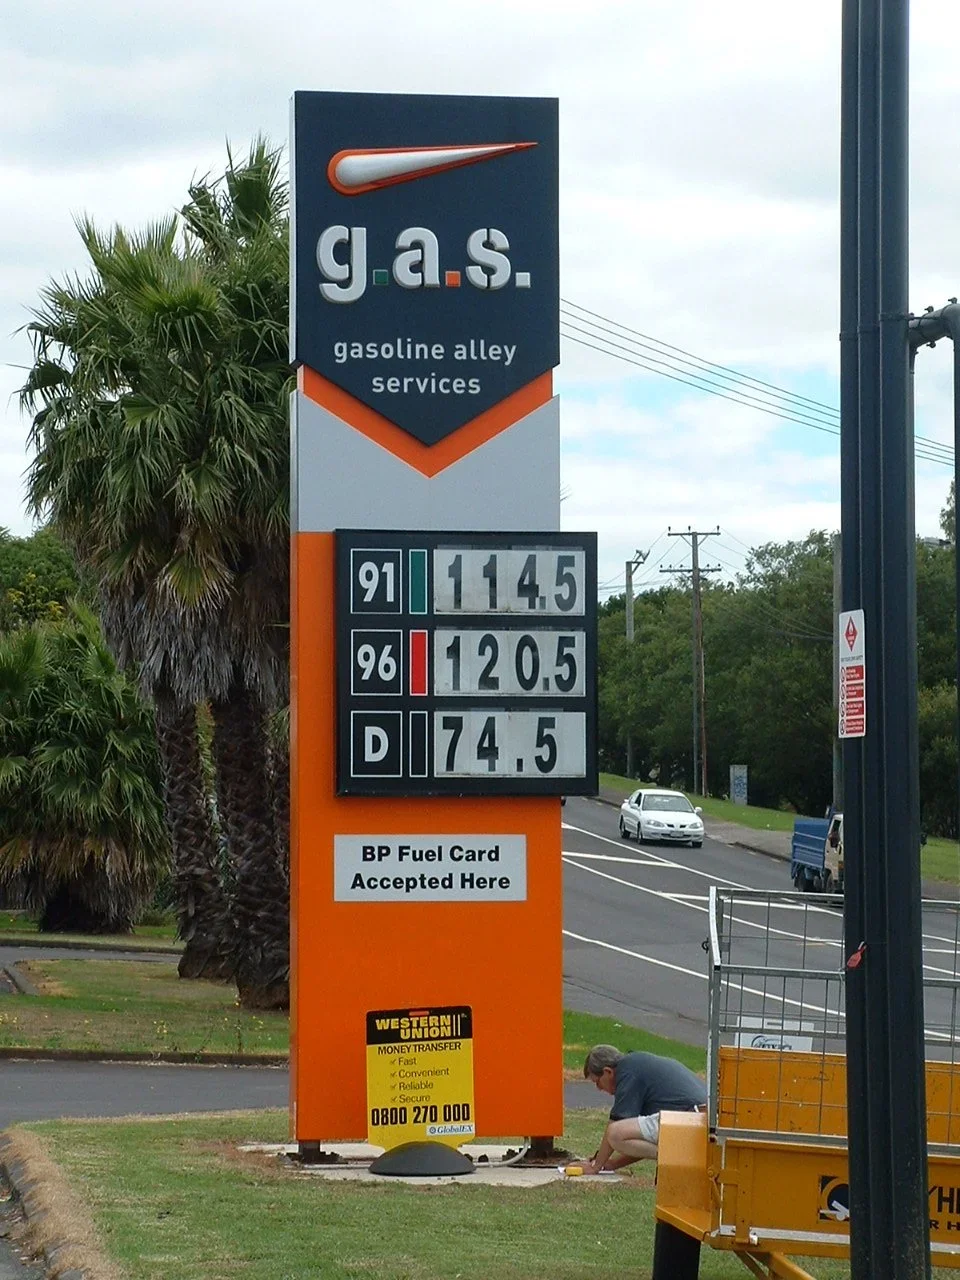 g.a.s.
gasoline alley
services
91 114.5
96 120.5
D 74.5
BP Fuel Card
Accepted Here
WESTERN
UNION
MONEY TRANSFER
Fast
Convenient
Reliable
Secure
0800 270 000
GlobalEX